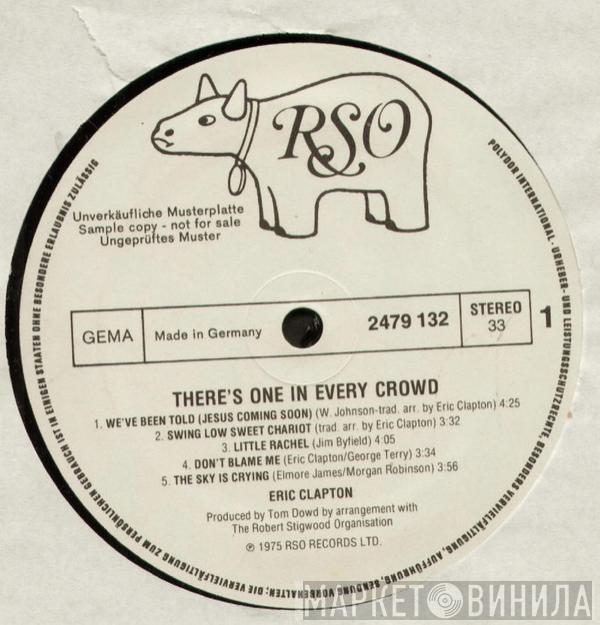 RSO
Unverkäufliche Musterplatte
Sample copy - not for sale
Ungeprüftes Muster
GEMA
Made in Germany
2479 132
STEREO
33
1
THERE'S ONE IN EVERY CROWD
1. WE'VE BEEN TOLD (JESUS COMING SOON) (W. Johnson-trad. arr. by Eric Clapton) 4:25
2. SWING LOW SWEET CHARIOT (trad. arr. by Eric Clapton) 3:32
3. LITTLE RACHEL (Jim Byfield) 4:05
4. DON'T BLAME ME (Eric Clapton/George Terry) 3:34
5. THE SKY IS CRYING (Elmore James/Morgan Robinson) 3:56
ERIC CLAPTON
Produced by Tom Dowd by arrangement with
The Robert Stigwood Organisation
℗ 1975 RSO RECORDS LTD.
POLYDOR INTERNATIONAL · URHEBER- UND LEISTUNGSSCHUTZRECHTE, BESONDERS VERVIELFÄLTIGUNG, AUFFÜHRUNG, SENDUNG VORBEHALTEN; DIE VERVIELFÄLTIGUNG ZUM PERSÖNLICHEN GEBRAUCH IST IN EINIGEN STAATEN OHNE BESONDERE ERLAUBNIS ZULÄSSIG
МАРКЕТ ВИНИЛА